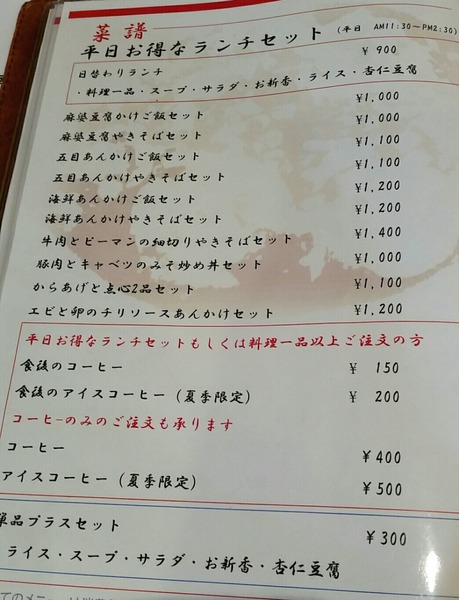 菜譜
平日お得なランチセット (平日 AM11:30〜PM2:30)
日替わりランチ ¥900
・料理一品・スープ・サラダ・お新香・ライス・杏仁豆腐
麻婆豆腐かけご飯セット ¥1,000
麻婆豆腐やきそばセット ¥1,000
五目あんかけご飯セット ¥1,100
五目あんかけやきそばセット ¥1,100
海鮮あんかけご飯セット ¥1,200
海鮮あんかけやきそばセット ¥1,200
牛肉とピーマンの細切りやきそばセット ¥1,400
豚肉とキャベツのみそ炒め丼セット ¥1,000
からあげと点心2品セット ¥1,100
エビと卵のチリソースあんかけセット ¥1,200
平日お得なランチセットもしくは料理一品以上ご注文の方
食後のコーヒー ¥ 150
食後のアイスコーヒー (夏季限定) ¥ 200
コーヒーのみのご注文も承ります
コーヒー ¥400
アイスコーヒー (夏季限定) ¥500
単品プラスセット ¥300
ライス・スープ・サラダ・お新香・杏仁豆腐